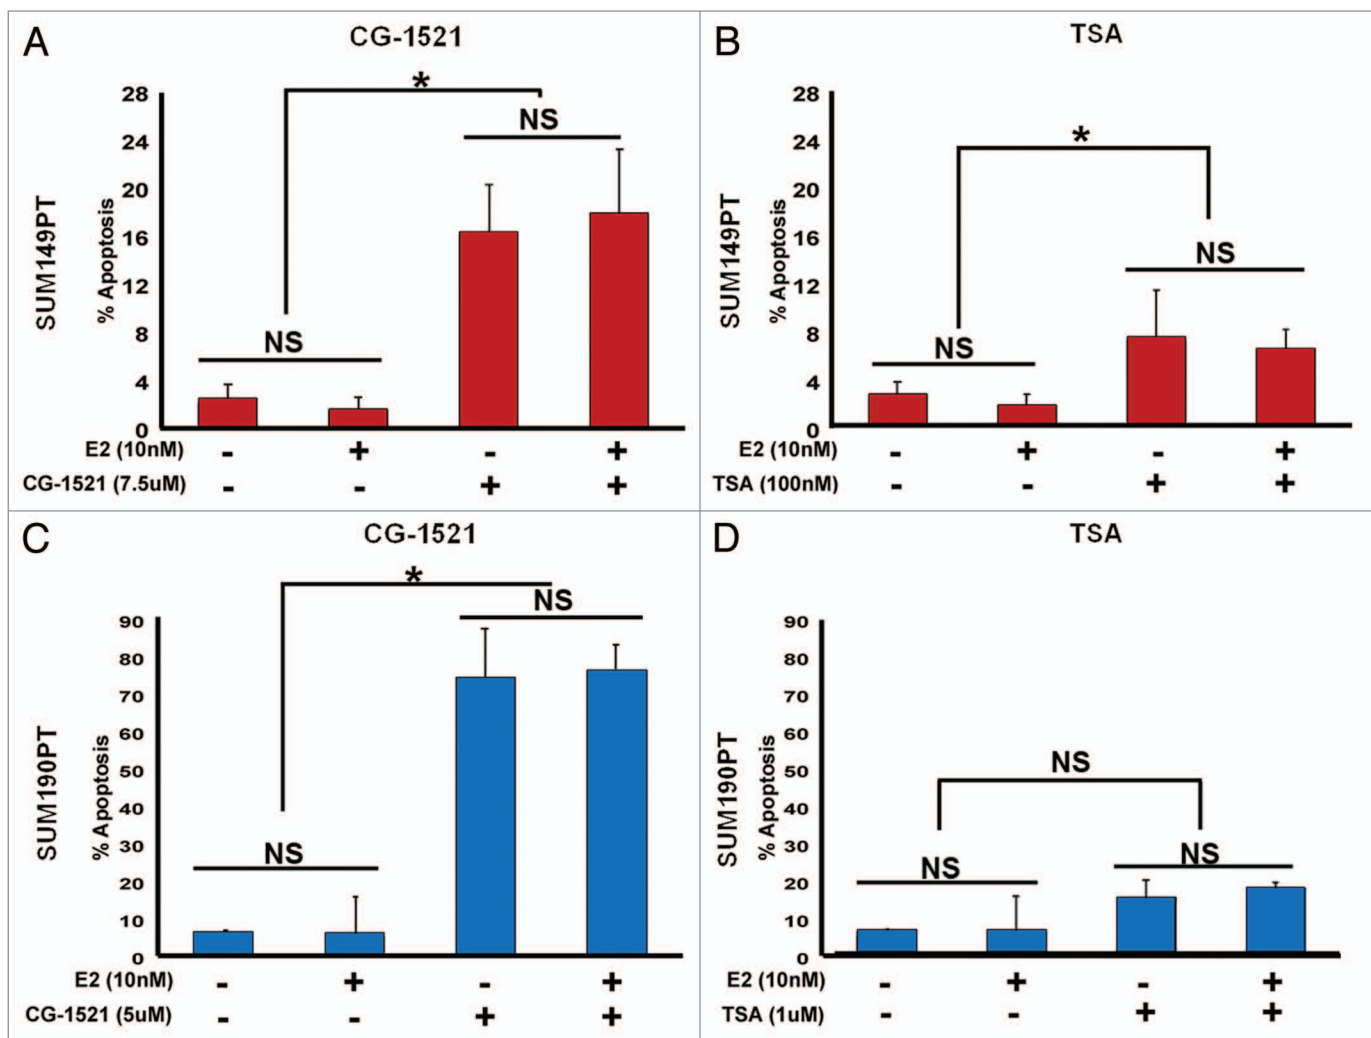 A
CG-1521
*
28
24
20
16
12
8
4
0
NS
NS
SUM149PT
% Apoptosis
E2 (10nM) - + - +
CG-1521 (7.5uM) - - + +
B
TSA
*
28
24
20
16
12
8
4
0
NS
NS
SUM149PT
% Apoptosis
E2 (10nM) - + - +
TSA (100nM) - - + +
C
CG-1521
*
NS
90
80
70
60
50
40
30
20
10
0
NS
SUM190PT
% Apoptosis
E2 (10nM) - + - +
CG-1521 (5uM) - - + +
D
TSA
90
80
70
60
50
40
30
20
10
0
NS
NS
NS
SUM190PT
% Apoptosis
E2 (10nM) - + - +
TSA (1uM) - - + +